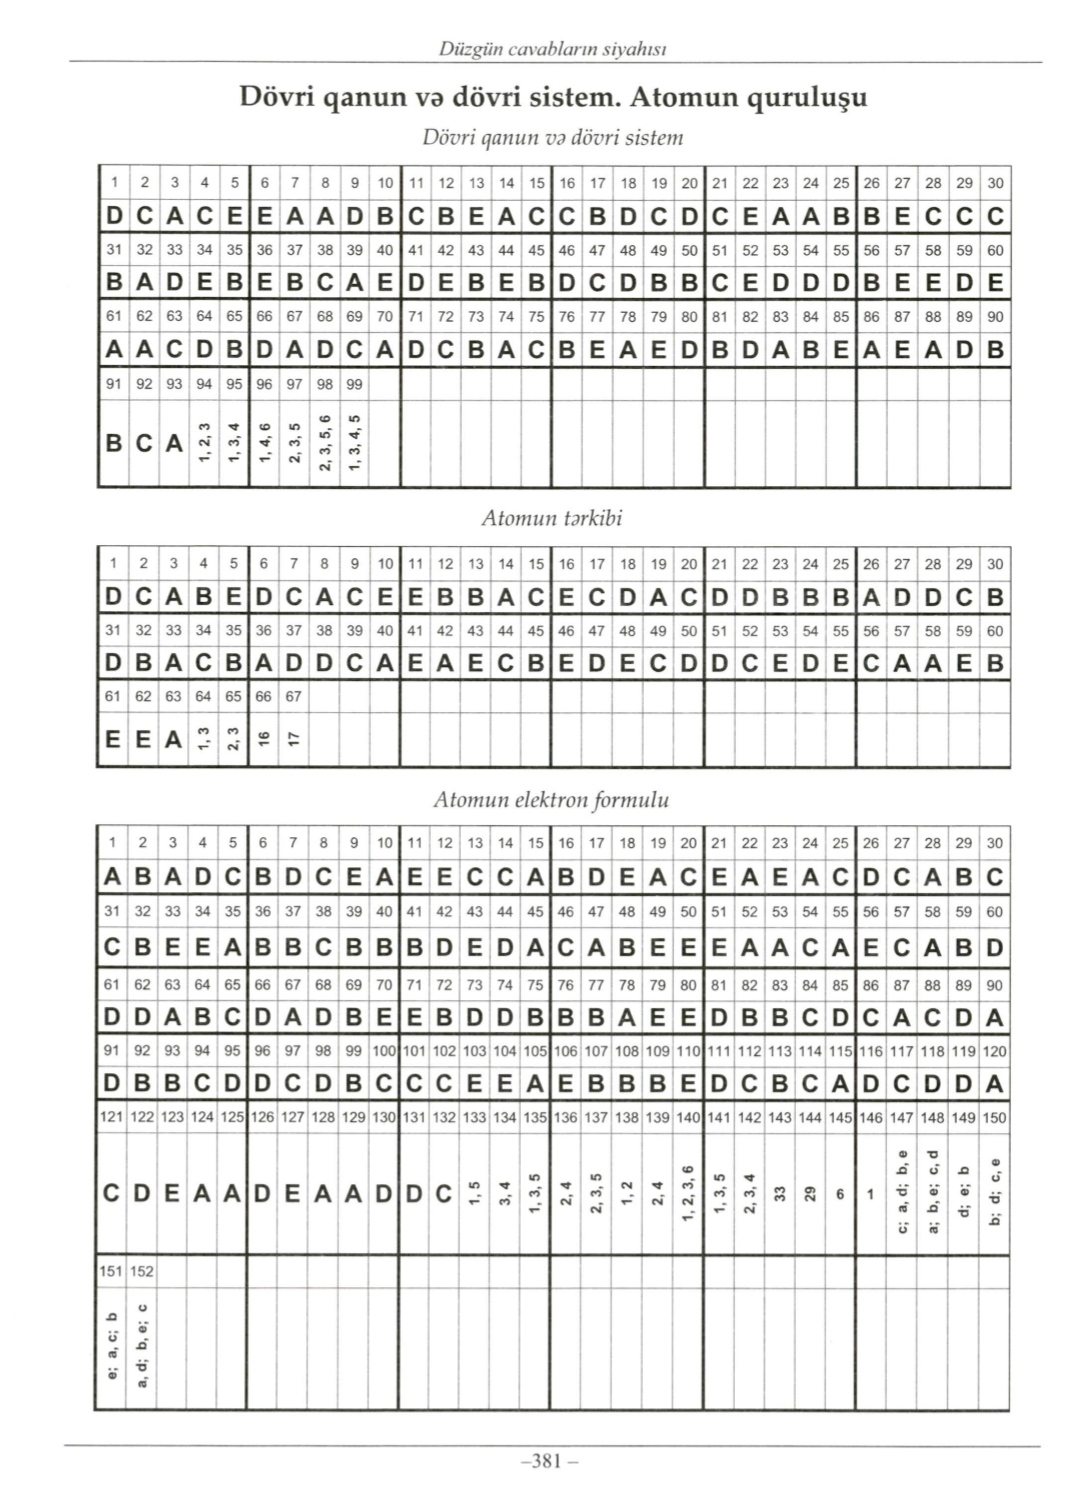 Düzgün cavabların siyahısı
Dövri qanun və dövri sistem. Atomun quruluşu
Dövri qanun və dövri sistem
1 2 3 4 5 6 7 8 9 10 11 12 13 14 15 16 17 18 19 20 21 22 23 24 25 26 27 28 29 30
D C A C E E A A D B C B E A C C B D C D C E A A B B E C C C
31 32 33 34 35 36 37 38 39 40 41 42 43 44 45 46 47 48 49 50 51 52 53 54 55 56 57 58 59 60
B A D E B E B C A E D E B E B D C D B B C E D D D B E E D E
61 62 63 64 65 66 67 68 69 70 71 72 73 74 75 76 77 78 79 80 81 82 83 84 85 86 87 88 89 90
A A C D B D A D C A D C B A C B E A E D B D A B E A E A D B
91 92 93 94 95 96 97 98 99
B C A 1, 2, 3 1, 3, 4 1, 4, 6 2, 3, 5 2, 3, 5, 6 1, 3, 4, 5
Atomun tərkibi
1 2 3 4 5 6 7 8 9 10 11 12 13 14 15 16 17 18 19 20 21 22 23 24 25 26 27 28 29 30
D C A B E D C A C E E B B A C E C D A C D D B B B A D D C B
31 32 33 34 35 36 37 38 39 40 41 42 43 44 45 46 47 48 49 50 51 52 53 54 55 56 57 58 59 60
D B A C B A D D C A E A E C B E D E C D D C E D E C A A E B
61 62 63 64 65 66 67
E E A 1, 3 2, 3 16 17
Atomun elektron formulu
1 2 3 4 5 6 7 8 9 10 11 12 13 14 15 16 17 18 19 20 21 22 23 24 25 26 27 28 29 30
A B A D C B D C E A E E C C A B D E A C E A E A C D C A B C
31 32 33 34 35 36 37 38 39 40 41 42 43 44 45 46 47 48 49 50 51 52 53 54 55 56 57 58 59 60
C B E E A B B C B B B D E D A C A B E E E A A C A E C A B D
61 62 63 64 65 66 67 68 69 70 71 72 73 74 75 76 77 78 79 80 81 82 83 84 85 86 87 88 89 90
D D A B C D A D B E E B D D B B B A E E D B B C D C A C D A
91 92 93 94 95 96 97 98 99 100 101 102 103 104 105 106 107 108 109 110 111 112 113 114 115 116 117 118 119 120
D B B C D D C D B C C C E E A E B B B E D C B C A D C D D A
121 122 123 124 125 126 127 128 129 130 131 132 133 134 135 136 137 138 139 140 141 142 143 144 145 146 147 148 149 150
C D E A A D E A A D D C 1, 5 3, 4 1, 3, 5 2, 4 2, 3, 5 1, 2 2, 4 1, 2, 3, 6 1, 3, 5 2, 3, 4 33 29 6 1 c; a, d; b, e a; b, e; c, d d; e; b b; d; c, e
151 152
e; a, c; b a, d; b, e; c
–381 –